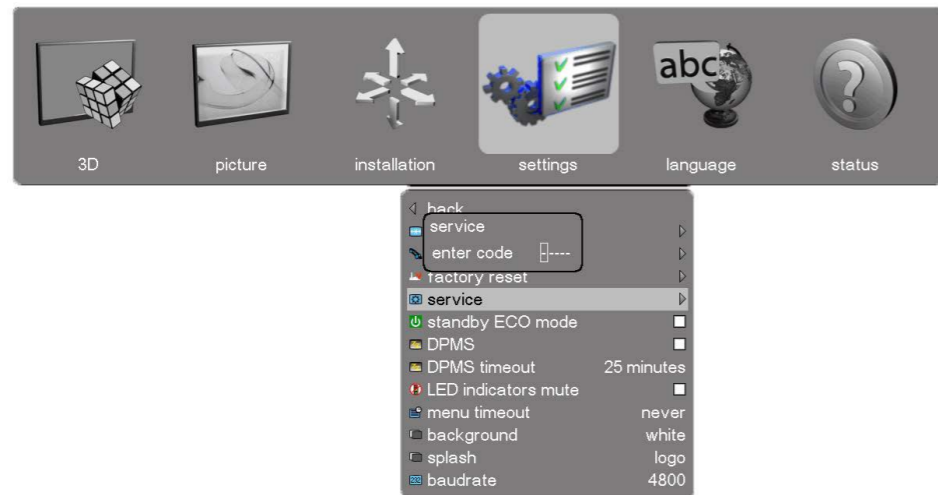 3D picture installation settings language status
abc
back
service
enter code -----
factory reset
service
standby ECO mode
DPMS
DPMS timeout 25 minutes
LED indicators mute
menu timeout never
background white
splash logo
baudrate 4800